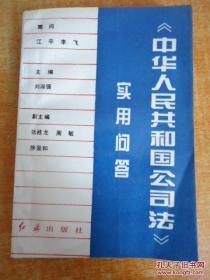 《中华人民共和国公司法》
实用问答
顾问
江平 李飞
主编
刘淑强
副主编
张桂龙 周敏
徐景和
红旗出版社